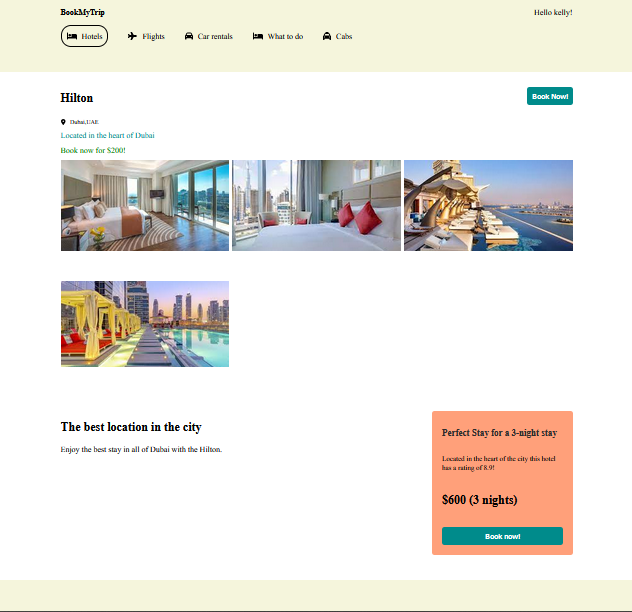 BookMyTrip
Hello kelly!
Hotels
Flights
Car rentals
What to do
Cabs
Hilton
Book Now!
Dubai,UAE
Located in the heart of Dubai
Book now for $200!
The best location in the city
Enjoy the best stay in all of Dubai with the Hilton.
Perfect Stay for a 3-night stay
Located in the heart of the city this hotel
has a rating of 8.9!
$600 (3 nights)
Book now!